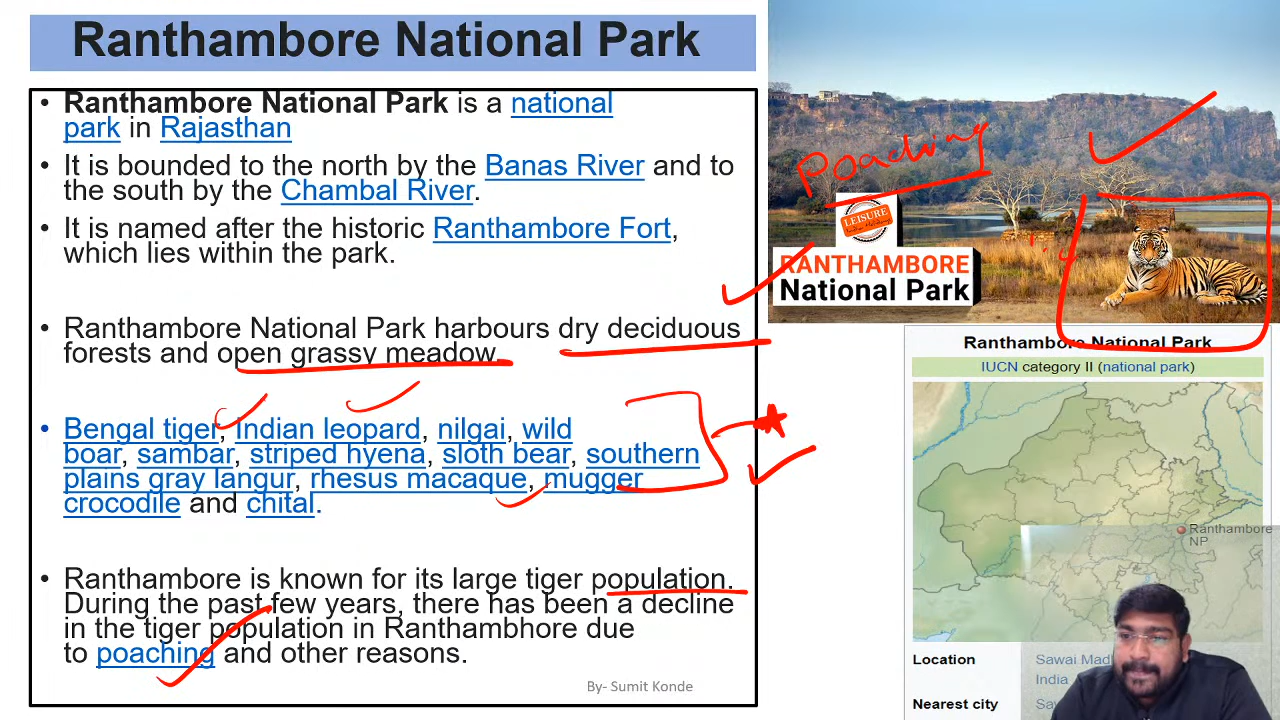 Ranthambore National Park
• Ranthambore National Park is a national
park in Rajasthan
• It is bounded to the north by the Banas River and to
the south by the Chambal River.
• It is named after the historic Ranthambore Fort,
which lies within the park.
• Ranthambore National Park harbours dry deciduous
forests and open grassy meadow.
• Bengal tiger, Indian leopard, nilgai, wild
boar, sambar, striped hyena, sloth bear, southern
plains gray langur, rhesus macaque, mugger
crocodile and chital.
• Ranthambore is known for its large tiger population.
During the past few years, there has been a decline
in the tiger population in Ranthambhore due
to poaching and other reasons.
By- Sumit Konde
Poaching
LEISURE
RANTHAMBORE
National Park
Ranthambore National Park
IUCN category II (national park)
Ranthambore
NP
Location
India
Nearest city